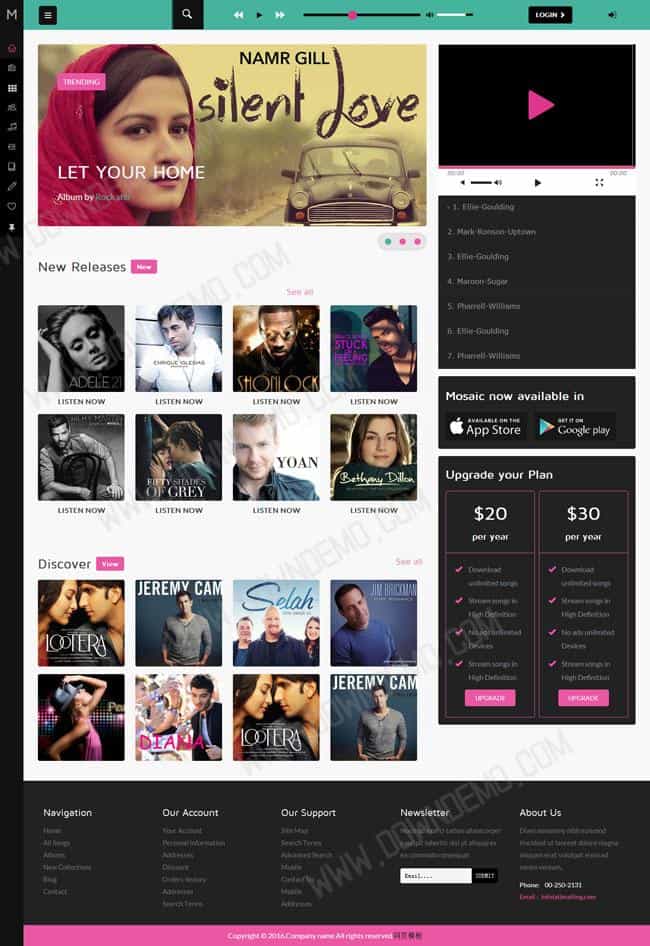 M
LOGIN
NAMR GILL
silent Love
TRENDING
LET YOUR HOME
Album by Rock star
New Releases
New
See all
ADELE 21
ENRIQUE IGLESIAS
SHONLOCK
STUCK
FEELING
LISTEN NOW
LISTEN NOW
LISTEN NOW
LISTEN NOW
RICKY MARTIN
FIFTY SHADES
OF GREY
YOAN
Bethany Dillon
LISTEN NOW
LISTEN NOW
LISTEN NOW
LISTEN NOW
Discover
View
See all
LOOTERA
JEREMY CAM
Selah
JIM BRICKMAN
DIANA
LOOTERA
JEREMY CAM
00:00
00:00
1. Ellie-Goulding
2. Mark-Ronson-Uptown
3. Ellie-Goulding
4. Maroon-Sugar
5. Pharrell-Williams
6. Ellie-Goulding
7. Pharrell-Williams
Mosaic now available in
AVAILABLE ON THE
App Store
GET IT ON
Google play
Upgrade your Plan
$20
per year
Download
unlimited songs
Stream songs in
High Definition
No ads unlimited
Devices
Stream songs in
High Definition
UPGRADE
$30
per year
Download
unlimited songs
Stream songs in
High Definition
No ads unlimited
Devices
Stream songs in
High Definition
UPGRADE
Navigation
Home
All Songs
Albums
New Collections
Blog
Contact
Our Account
Your Account
Personal information
Addresses
Discount
Orders history
Addresses
Search Terms
Our Support
Site Map
Search Terms
Advanced Search
Mobile
Contact Us
Mobile
Addresses
Newsletter
Email....
SUBMIT
About Us
Phone: 00-250-2131
Email : info(at)mailing.com
Copyright © 2016.Company name All rights reserved.网页模板
WWW.DOWNDEMO.COM